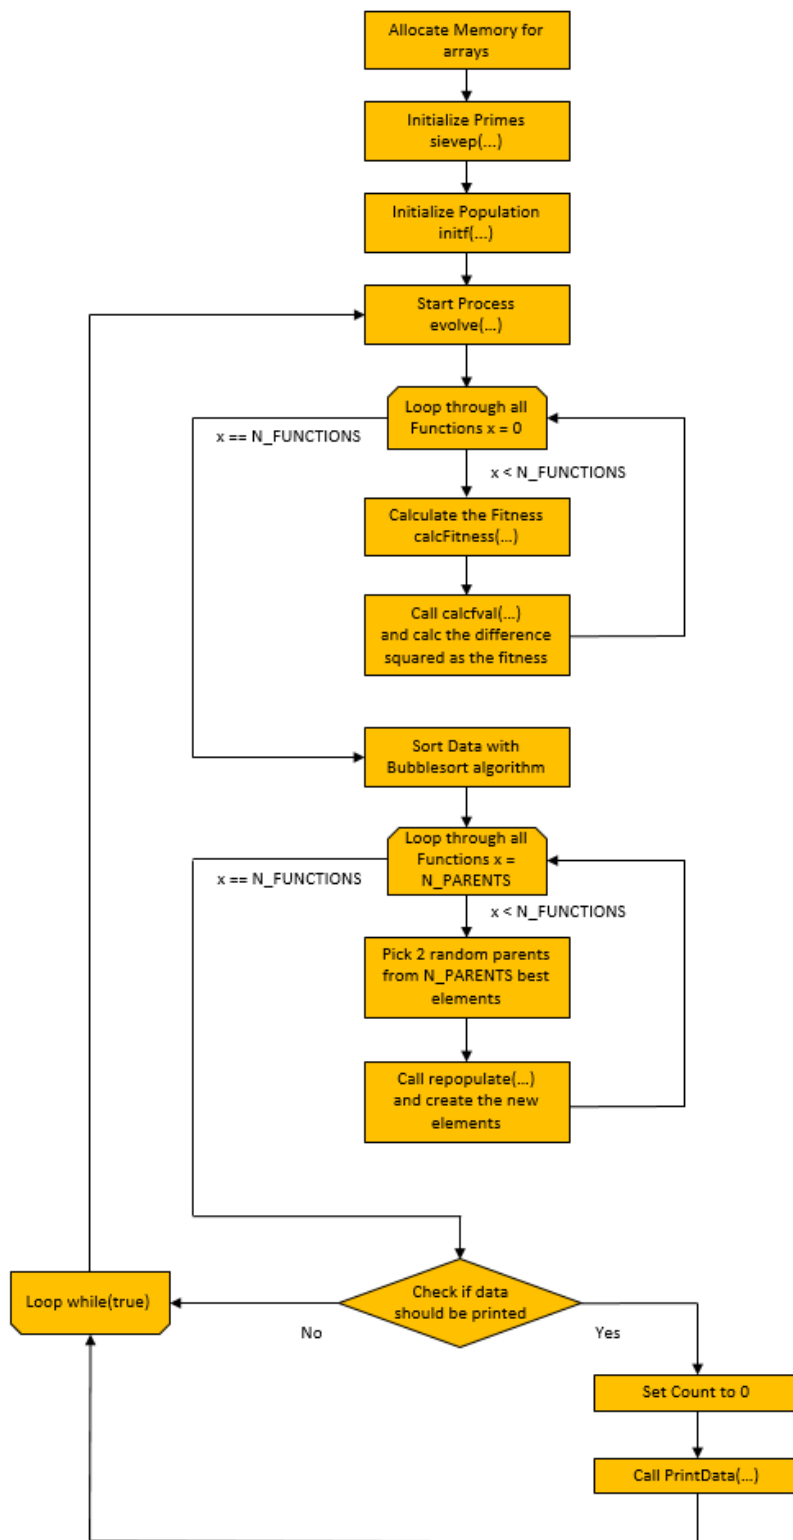 Allocate Memory for
arrays
Initialize Primes
sievep(...)
Initialize Population
initf(...)
Start Process
evolve(...)
Loop through all
Functions x = 0
x == N_FUNCTIONS
x < N_FUNCTIONS
Calculate the Fitness
calcFitness(...)
Call calcfval(...)
and calc the difference
squared as the fitness
Sort Data with
Bubblesort algorithm
Loop through all
Functions x =
N_PARENTS
x == N_FUNCTIONS
x < N_FUNCTIONS
Pick 2 random parents
from N_PARENTS best
elements
Call repopulate(...)
and create the new
elements
Check if data
should be printed
Loop while(true)
No
Yes
Set Count to 0
Call PrintData(...)